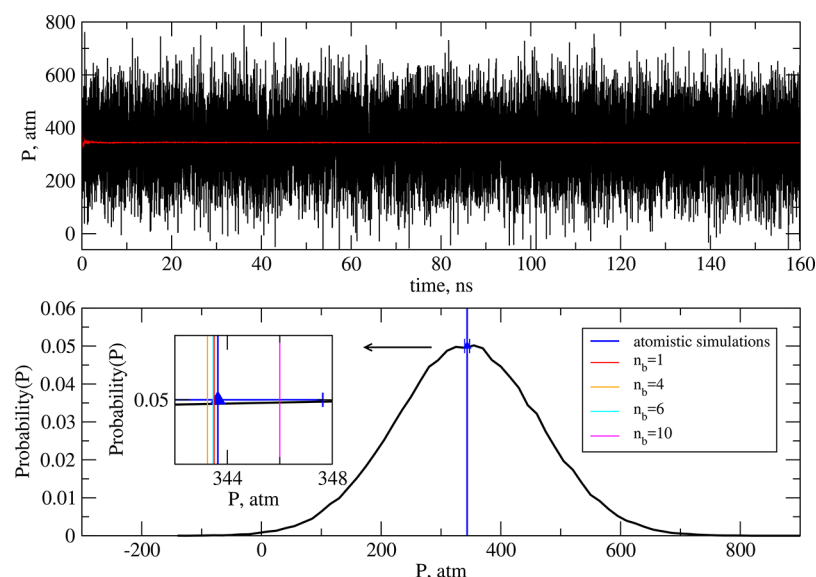 800
600
400
200
0
P, atm
0 20 40 60 80 100 120 140 160
time, ns
0.06
0.05
0.04
0.03
0.02
0.01
0
Probability(P)
-200 0 200 400 600 800
P, atm
Probability(P)
0.05
344 348
P, atm
atomistic simulations
n_b=1
n_b=4
n_b=6
n_b=10